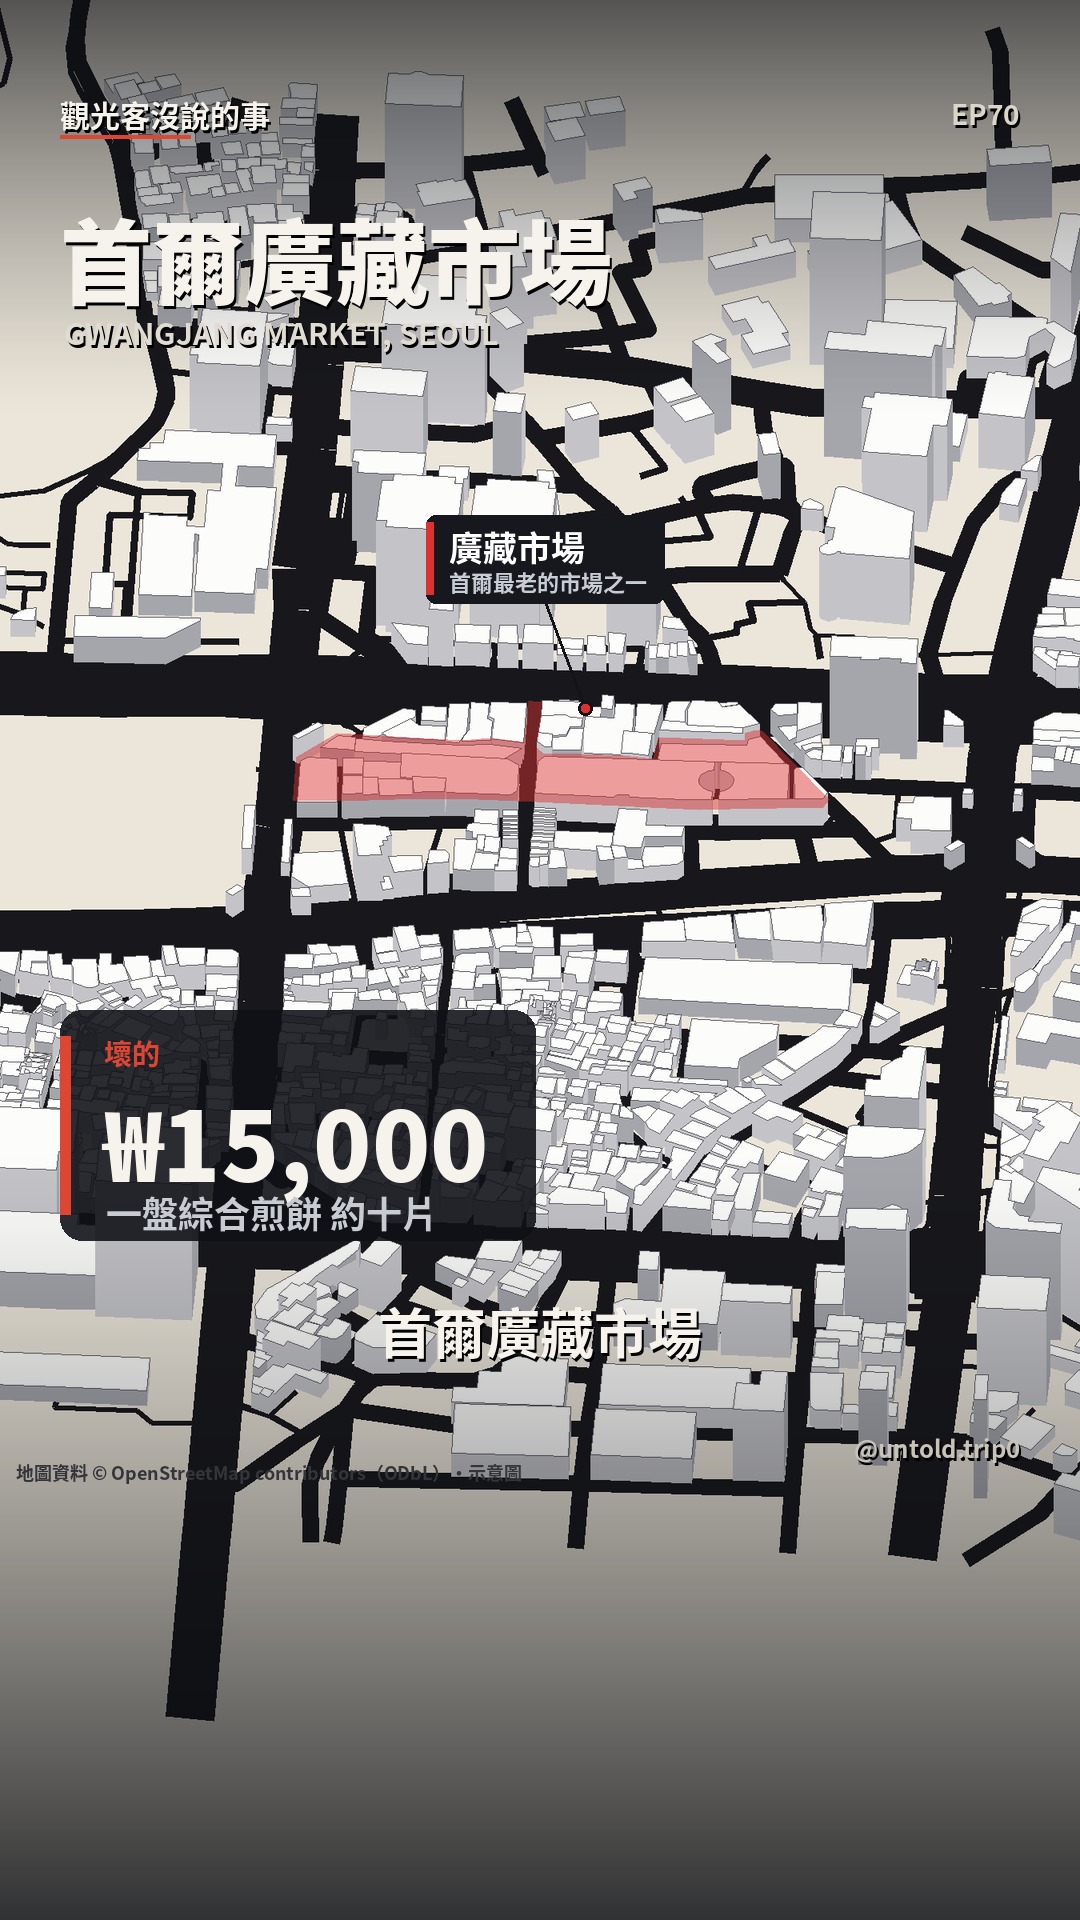 觀光客沒說的事
EP70
首爾廣藏市場
GWANGJANG MARKET, SEOUL
廣藏市場
首爾最老的市場之一
壞的
₩15,000
一盤綜合煎餅 約十片
首爾廣藏市場
@untold.trip0
地圖資料 © OpenStreetMap contributors（ODbL）・示意圖